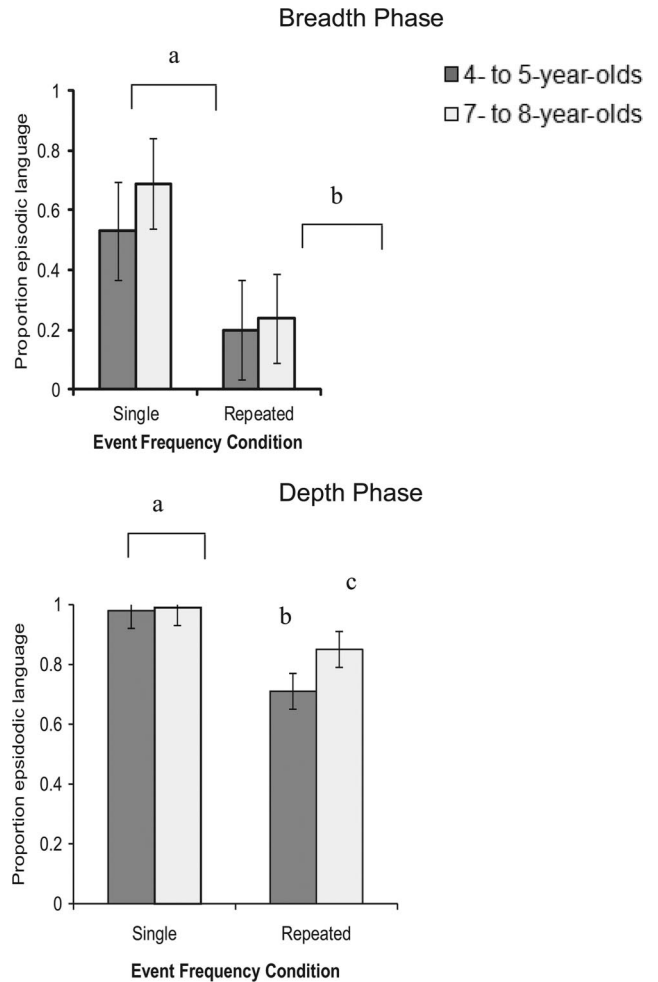 Breadth Phase
4- to 5-year-olds
7- to 8-year-olds
a
b
1
0.8
0.6
0.4
0.2
0
Proportion episodic language
Single Repeated
Event Frequency Condition
Depth Phase
a
b
c
1
0.8
0.6
0.4
0.2
0
Proportion epsidodic language
Single Repeated
Event Frequency Condition